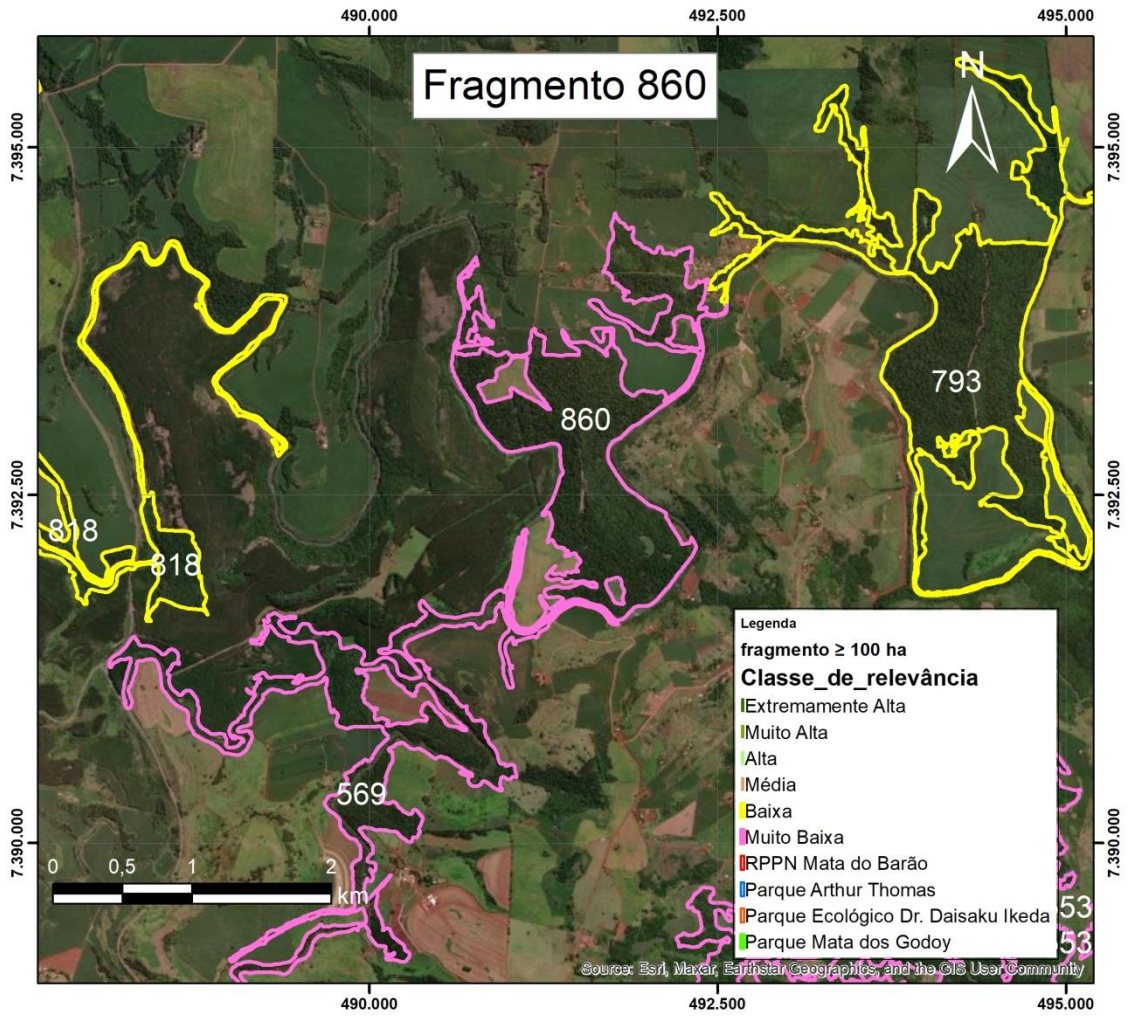 490.000 492.500 495.000
Fragmento 860
N
7.395.000 7.395.000
793
860
7.392.500 7.392.500
818
818
Legenda
fragmento ≥ 100 ha
Classe_de_relevância
Extremamente Alta
Muito Alta
Alta
Média
Baixa
Muito Baixa
RPPN Mata do Barão
Parque Arthur Thomas
Parque Ecológico Dr. Daisaku Ikeda
Parque Mata dos Godoy
569
7.390.000 7.390.000
0 0,5 1 2
km
53
53
Source: Esri, Maxar, Earthstar Geographics, and the GIS User Community
490.000 492.500 495.000